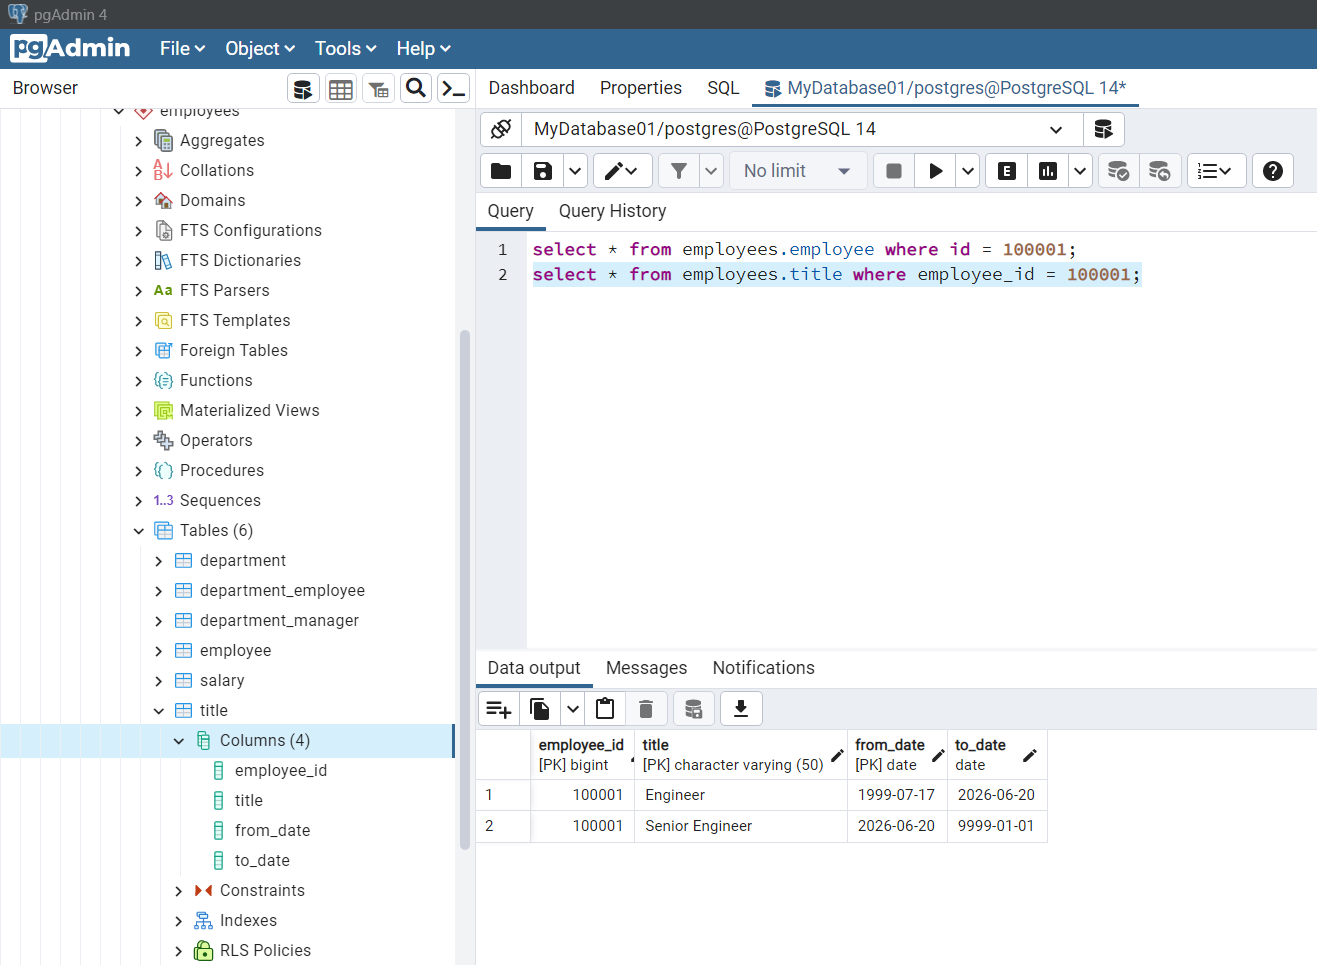 pgAdmin 4
pgAdmin File Object Tools Help
Browser
Dashboard Properties SQL MyDatabase01/postgres@PostgreSQL 14*
employees
Aggregates
Collations
Domains
FTS Configurations
FTS Dictionaries
Aa FTS Parsers
FTS Templates
Foreign Tables
Functions
Materialized Views
Operators
Procedures
1..3 Sequences
Tables (6)
department
department_employee
department_manager
employee
salary
title
Columns (4)
employee_id
title
from_date
to_date
Constraints
Indexes
RLS Policies
MyDatabase01/postgres@PostgreSQL 14
No limit E
Query Query History
1 select * from employees.employee where id = 100001;
2 select * from employees.title where employee_id = 100001;
Data output Messages Notifications
employee_id title from_date to_date
[PK] bigint [PK] character varying (50) [PK] date date
1 100001 Engineer 1999-07-17 2026-06-20
2 100001 Senior Engineer 2026-06-20 9999-01-01